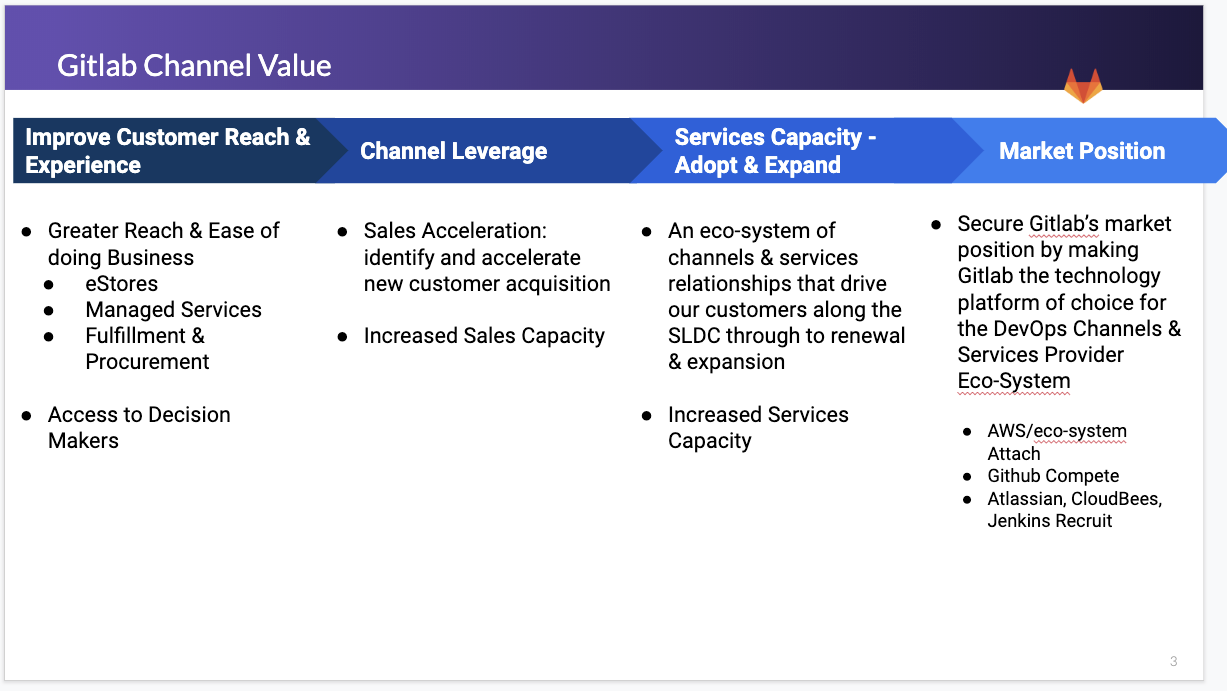 Gitlab Channel Value
Improve Customer Reach &
Experience
Channel Leverage
Services Capacity -
Adopt & Expand
Market Position
● Greater Reach & Ease of
doing Business
● eStores
● Managed Services
● Fulfillment &
Procurement
● Access to Decision
Makers
● Sales Acceleration:
identify and accelerate
new customer acquisition
● Increased Sales Capacity
● An eco-system of
channels & services
relationships that drive
our customers along the
SLDC through to renewal
& expansion
● Increased Services
Capacity
● Secure Gitlab’s market
position by making
Gitlab the technology
platform of choice for
the DevOps Channels &
Services Provider
Eco-System
● AWS/eco-system
Attach
● Github Compete
● Atlassian, CloudBees,
Jenkins Recruit
3